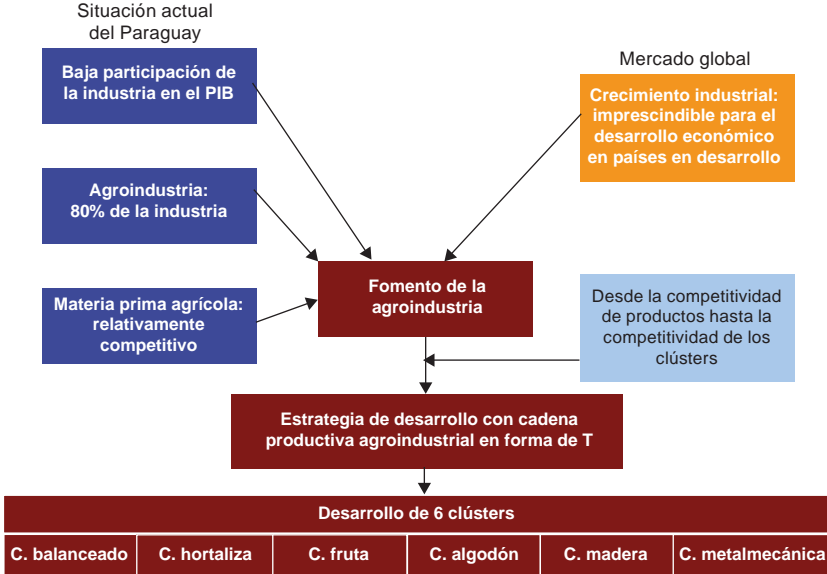 Situación actual
del Paraguay
Baja participación de
la industria en el PIB
Agroindustria:
80% de la industria
Materia prima agrícola:
relativamente
competitivo
Mercado global
Crecimiento industrial:
imprescindible para el
desarrollo económico
en países en desarrollo
Fomento de la
agroindustria
Desde la competitividad
de productos hasta la
competitividad de los
clústers
Estrategia de desarrollo con cadena
productiva agroindustrial en forma de T
Desarrollo de 6 clústers
C. balanceado
C. hortaliza
C. fruta
C. algodón
C. madera
C. metalmecánica